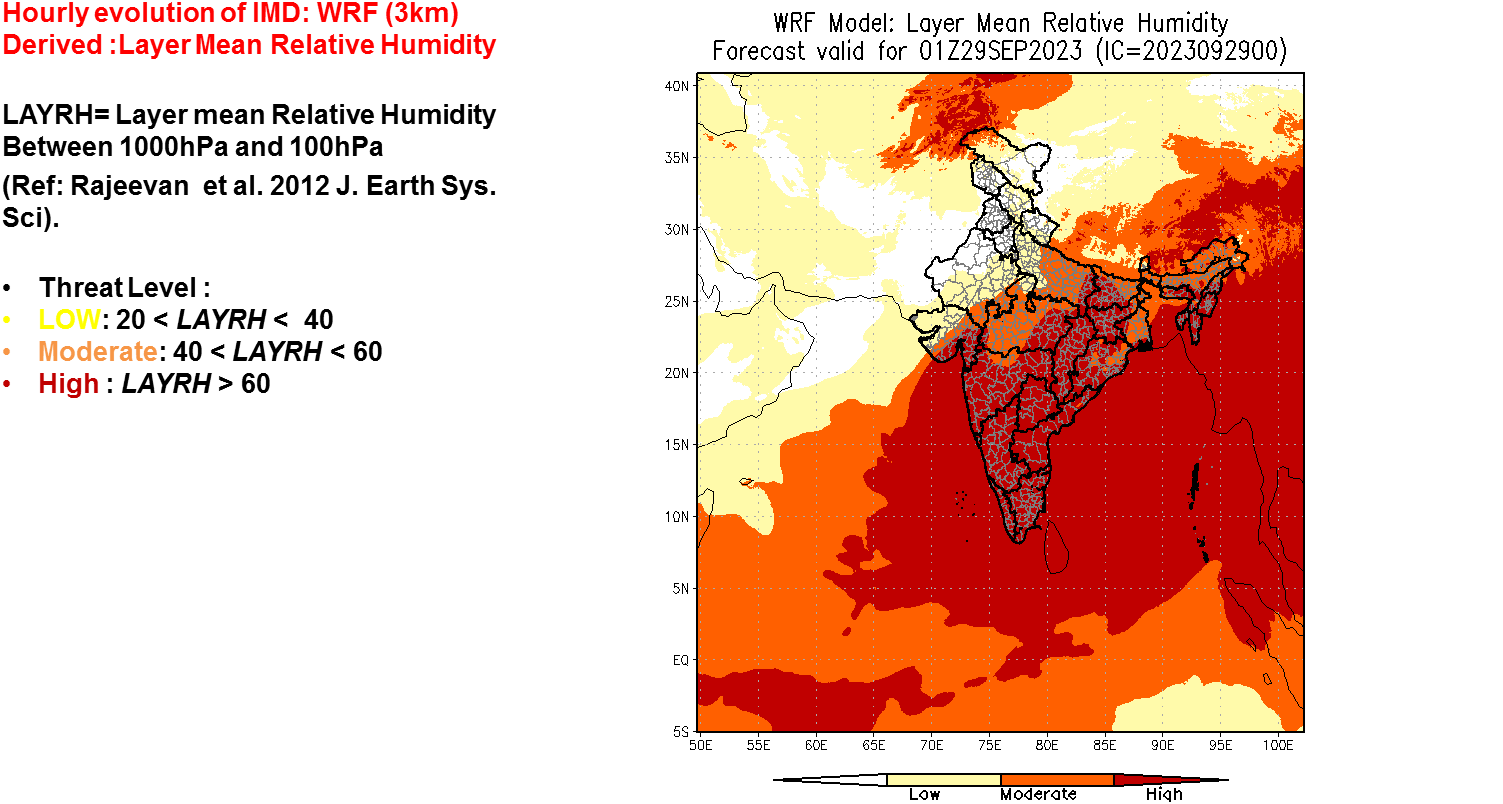 Hourly evolution of IMD: WRF (3km)
Derived :Layer Mean Relative Humidity
LAYRH= Layer mean Relative Humidity
Between 1000hPa and 100hPa
(Ref: Rajeevan et al. 2012 J. Earth Sys.
Sci).
• Threat Level :
• LOW: 20 < LAYRH < 40
• Moderate: 40 < LAYRH < 60
• High : LAYRH > 60
WRF Model: Layer Mean Relative Humidity
Forecast valid for 01Z29SEP2023 (IC=2023092900)
40N
35N
30N
25N
20N
15N
10N
5N
EQ
5S
50E 55E 60E 65E 70E 75E 80E 85E 90E 95E 100E
Low Moderate High